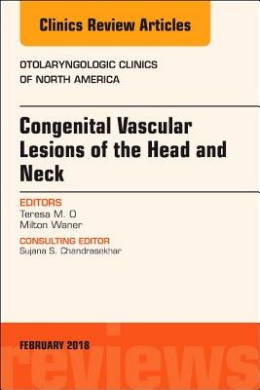 Clinics Review Articles
OTOLARYNGOLOGIC CLINICS
OF NORTH AMERICA
Congenital Vascular
Lesions of the Head and
Neck
EDITORS
Teresa M. O
Milton Waner
CONSULTING EDITOR
Sujana S. Chandrasekhar
FEBRUARY 2018
reviews